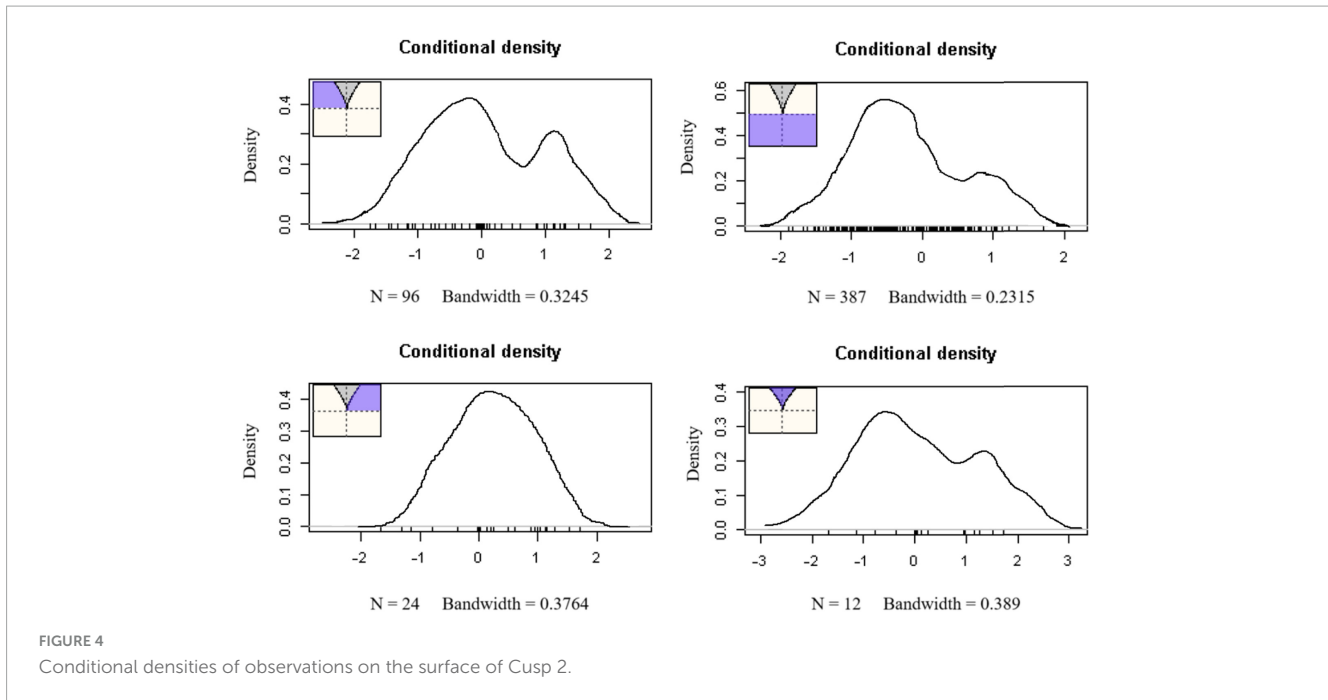 Conditional density
Density
0.0 0.2 0.4
-2 -1 0 1 2
N = 96 Bandwidth = 0.3245
Conditional density
Density
0.0 0.2 0.4 0.6
-2 -1 0 1 2
N = 387 Bandwidth = 0.2315
Conditional density
Density
0.0 0.1 0.2 0.3 0.4
-2 -1 0 1 2
N = 24 Bandwidth = 0.3764
Conditional density
Density
0.0 0.1 0.2 0.3 0.4
-3 -2 -1 0 1 2 3
N = 12 Bandwidth = 0.389
FIGURE 4
Conditional densities of observations on the surface of Cusp 2.